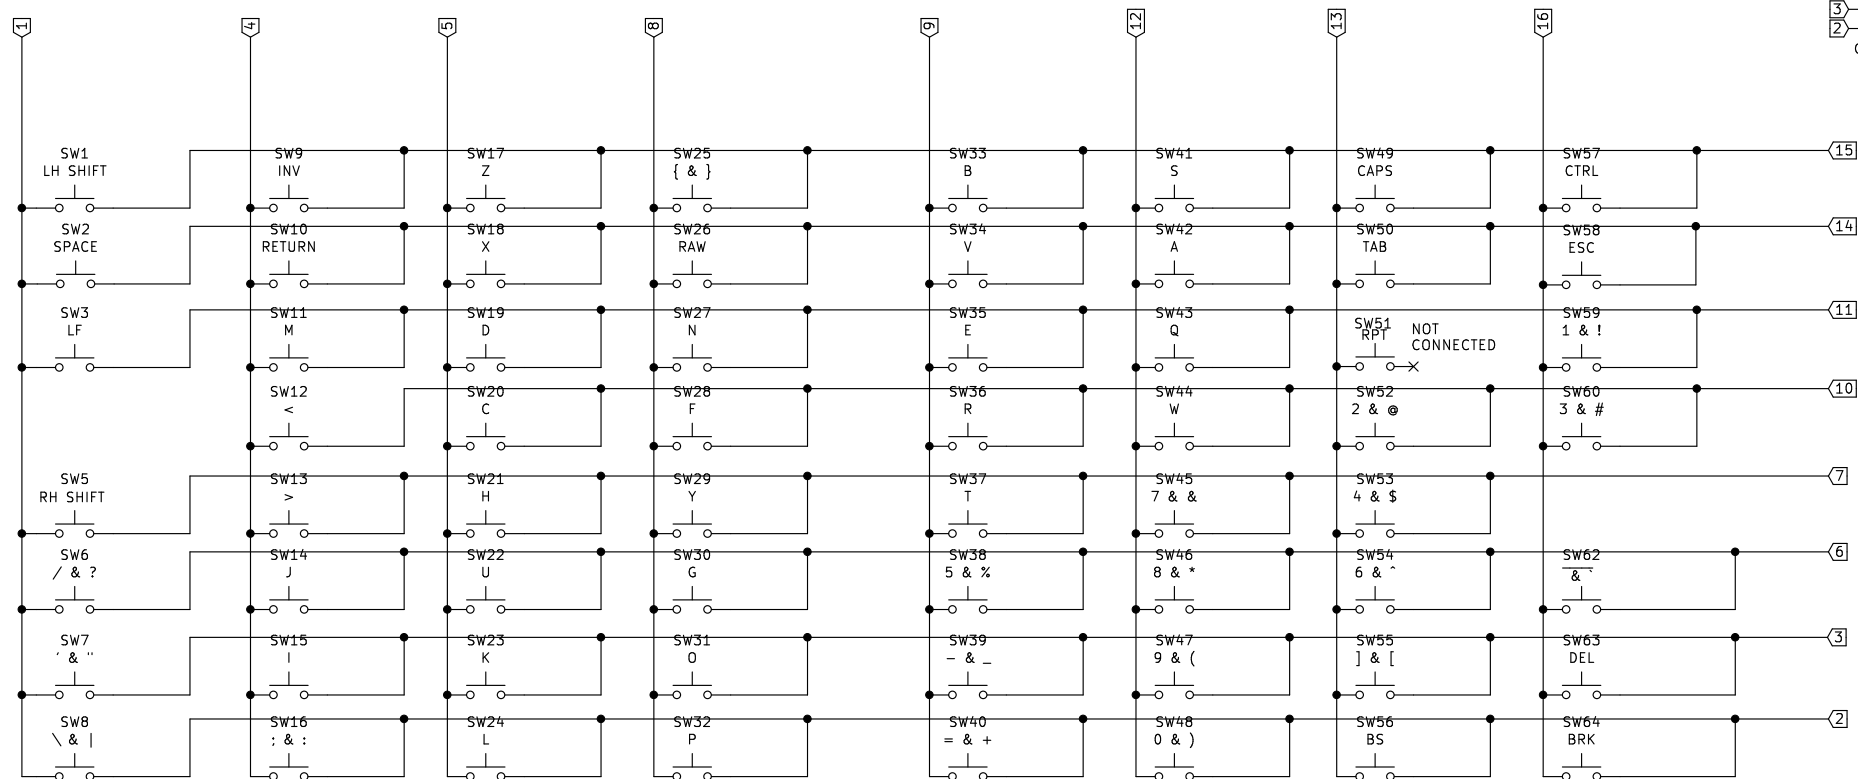 1
4
5
8
9
12
13
16
3
2
SW1
LH SHIFT
SW9
INV
SW17
Z
SW25
{ & }
SW33
B
SW41
S
SW49
CAPS
SW57
CTRL
15
SW2
SPACE
SW10
RETURN
SW18
X
SW26
RAW
SW34
V
SW42
A
SW50
TAB
SW58
ESC
14
SW3
LF
SW11
M
SW19
D
SW27
N
SW35
E
SW43
Q
SW51
RPT
NOT
CONNECTED
SW59
1 & !
11
SW12
<
SW20
C
SW28
F
SW36
R
SW44
W
SW52
2 & @
SW60
3 & #
10
SW5
RH SHIFT
SW13
>
SW21
H
SW29
Y
SW37
T
SW45
7 & &
SW53
4 & $
7
SW6
/ & ?
SW14
J
SW22
U
SW30
G
SW38
5 & %
SW46
8 & *
SW54
6 & ^
SW62
& `
6
SW7
' & "
SW15
I
SW23
K
SW31
O
SW39
- & _
SW47
9 & (
SW55
] & [
SW63
DEL
3
SW8
\ & |
SW16
; & :
SW24
L
SW32
P
SW40
= & +
SW48
0 & )
SW56
BS
SW64
BRK
2